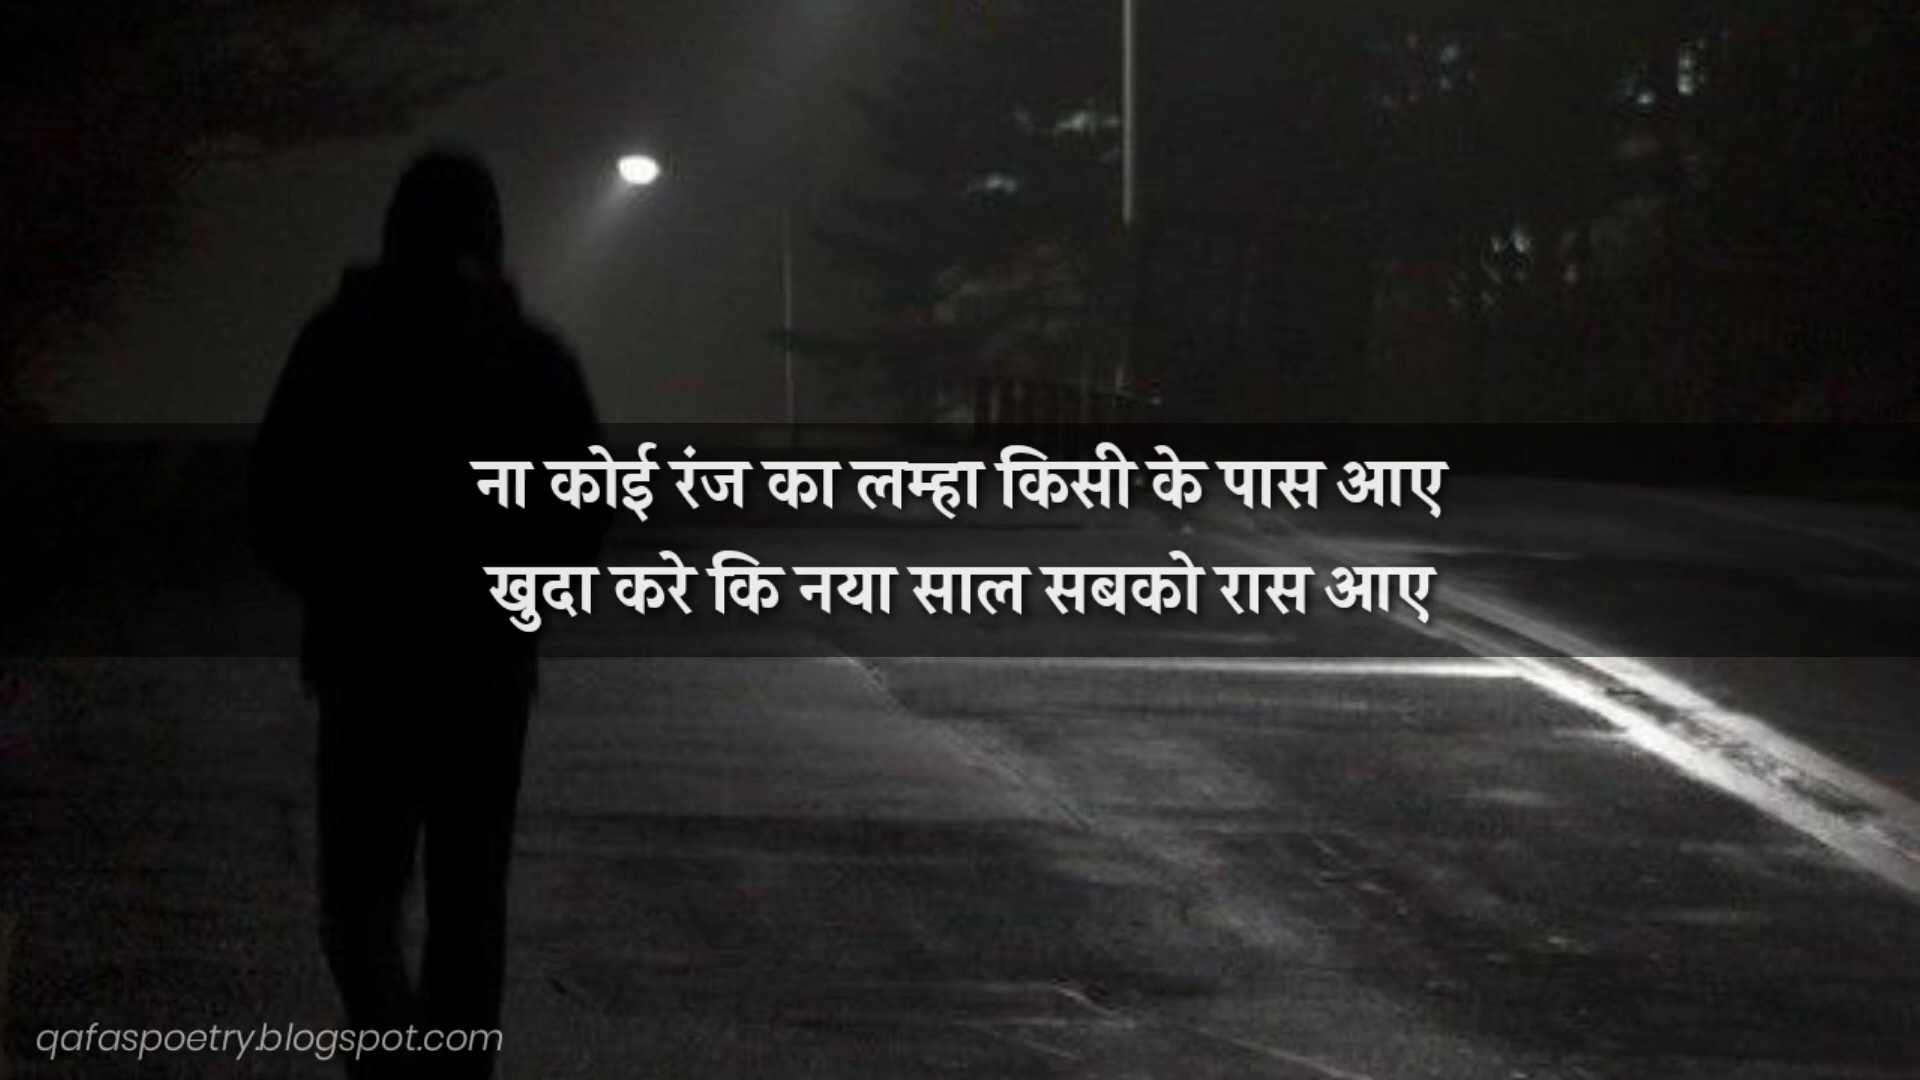 ना कोई रंज का लम्हा किसी के पास आए
खुदा करे कि नया साल सबको रास आए
qafaspoetry.blogspot.com